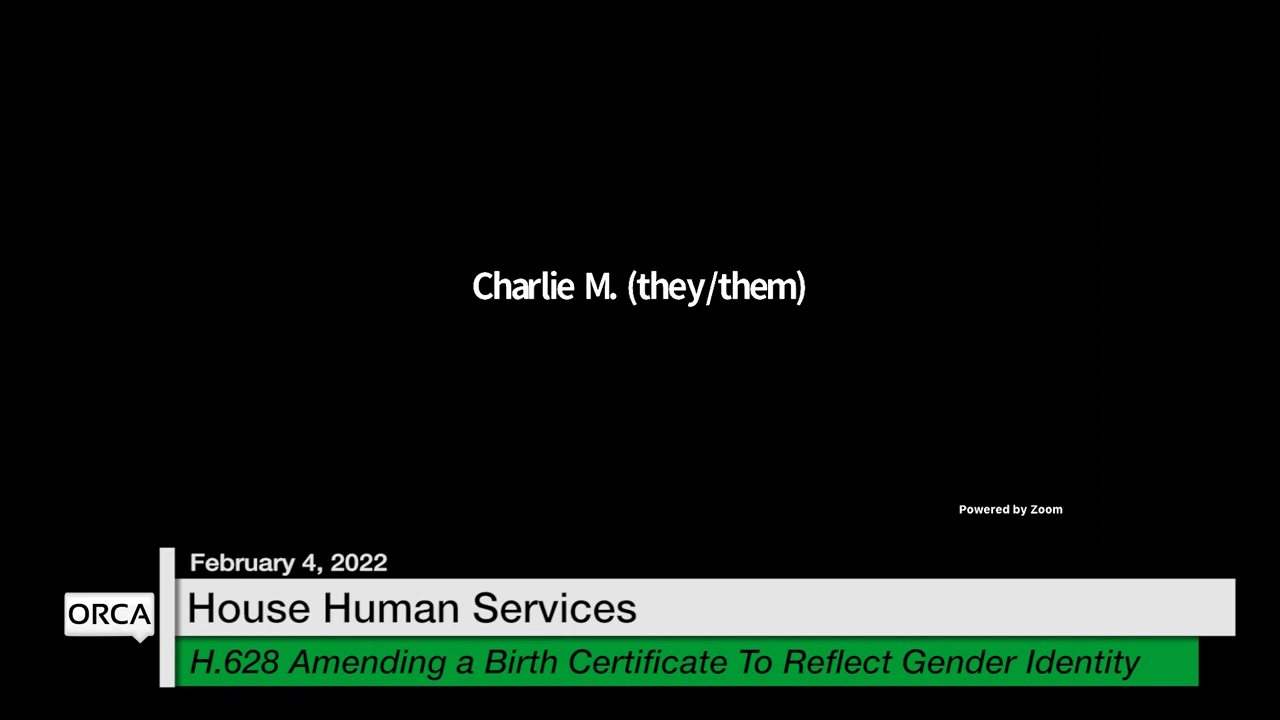 Charlie M. (they/them)
Powered by Zoom
February 4, 2022
House Human Services
ORCA
H.628 Amending a Birth Certificate To Reflect Gender Identity